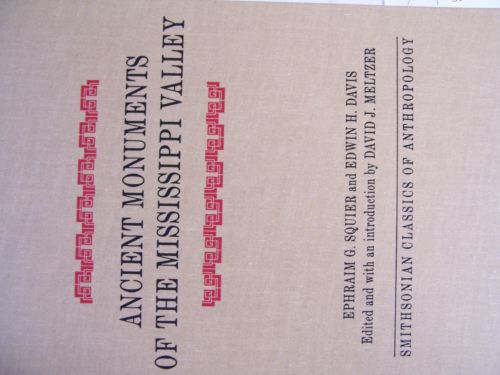 ANCIENT MONUMENTS
OF THE MISSISSIPPI VALLEY
EPHRAIM G. SQUIER and EDWIN H. DAVIS
Edited and with an introduction by DAVID J. MELTZER
SMITHSONIAN CLASSICS OF ANTHROPOLOGY